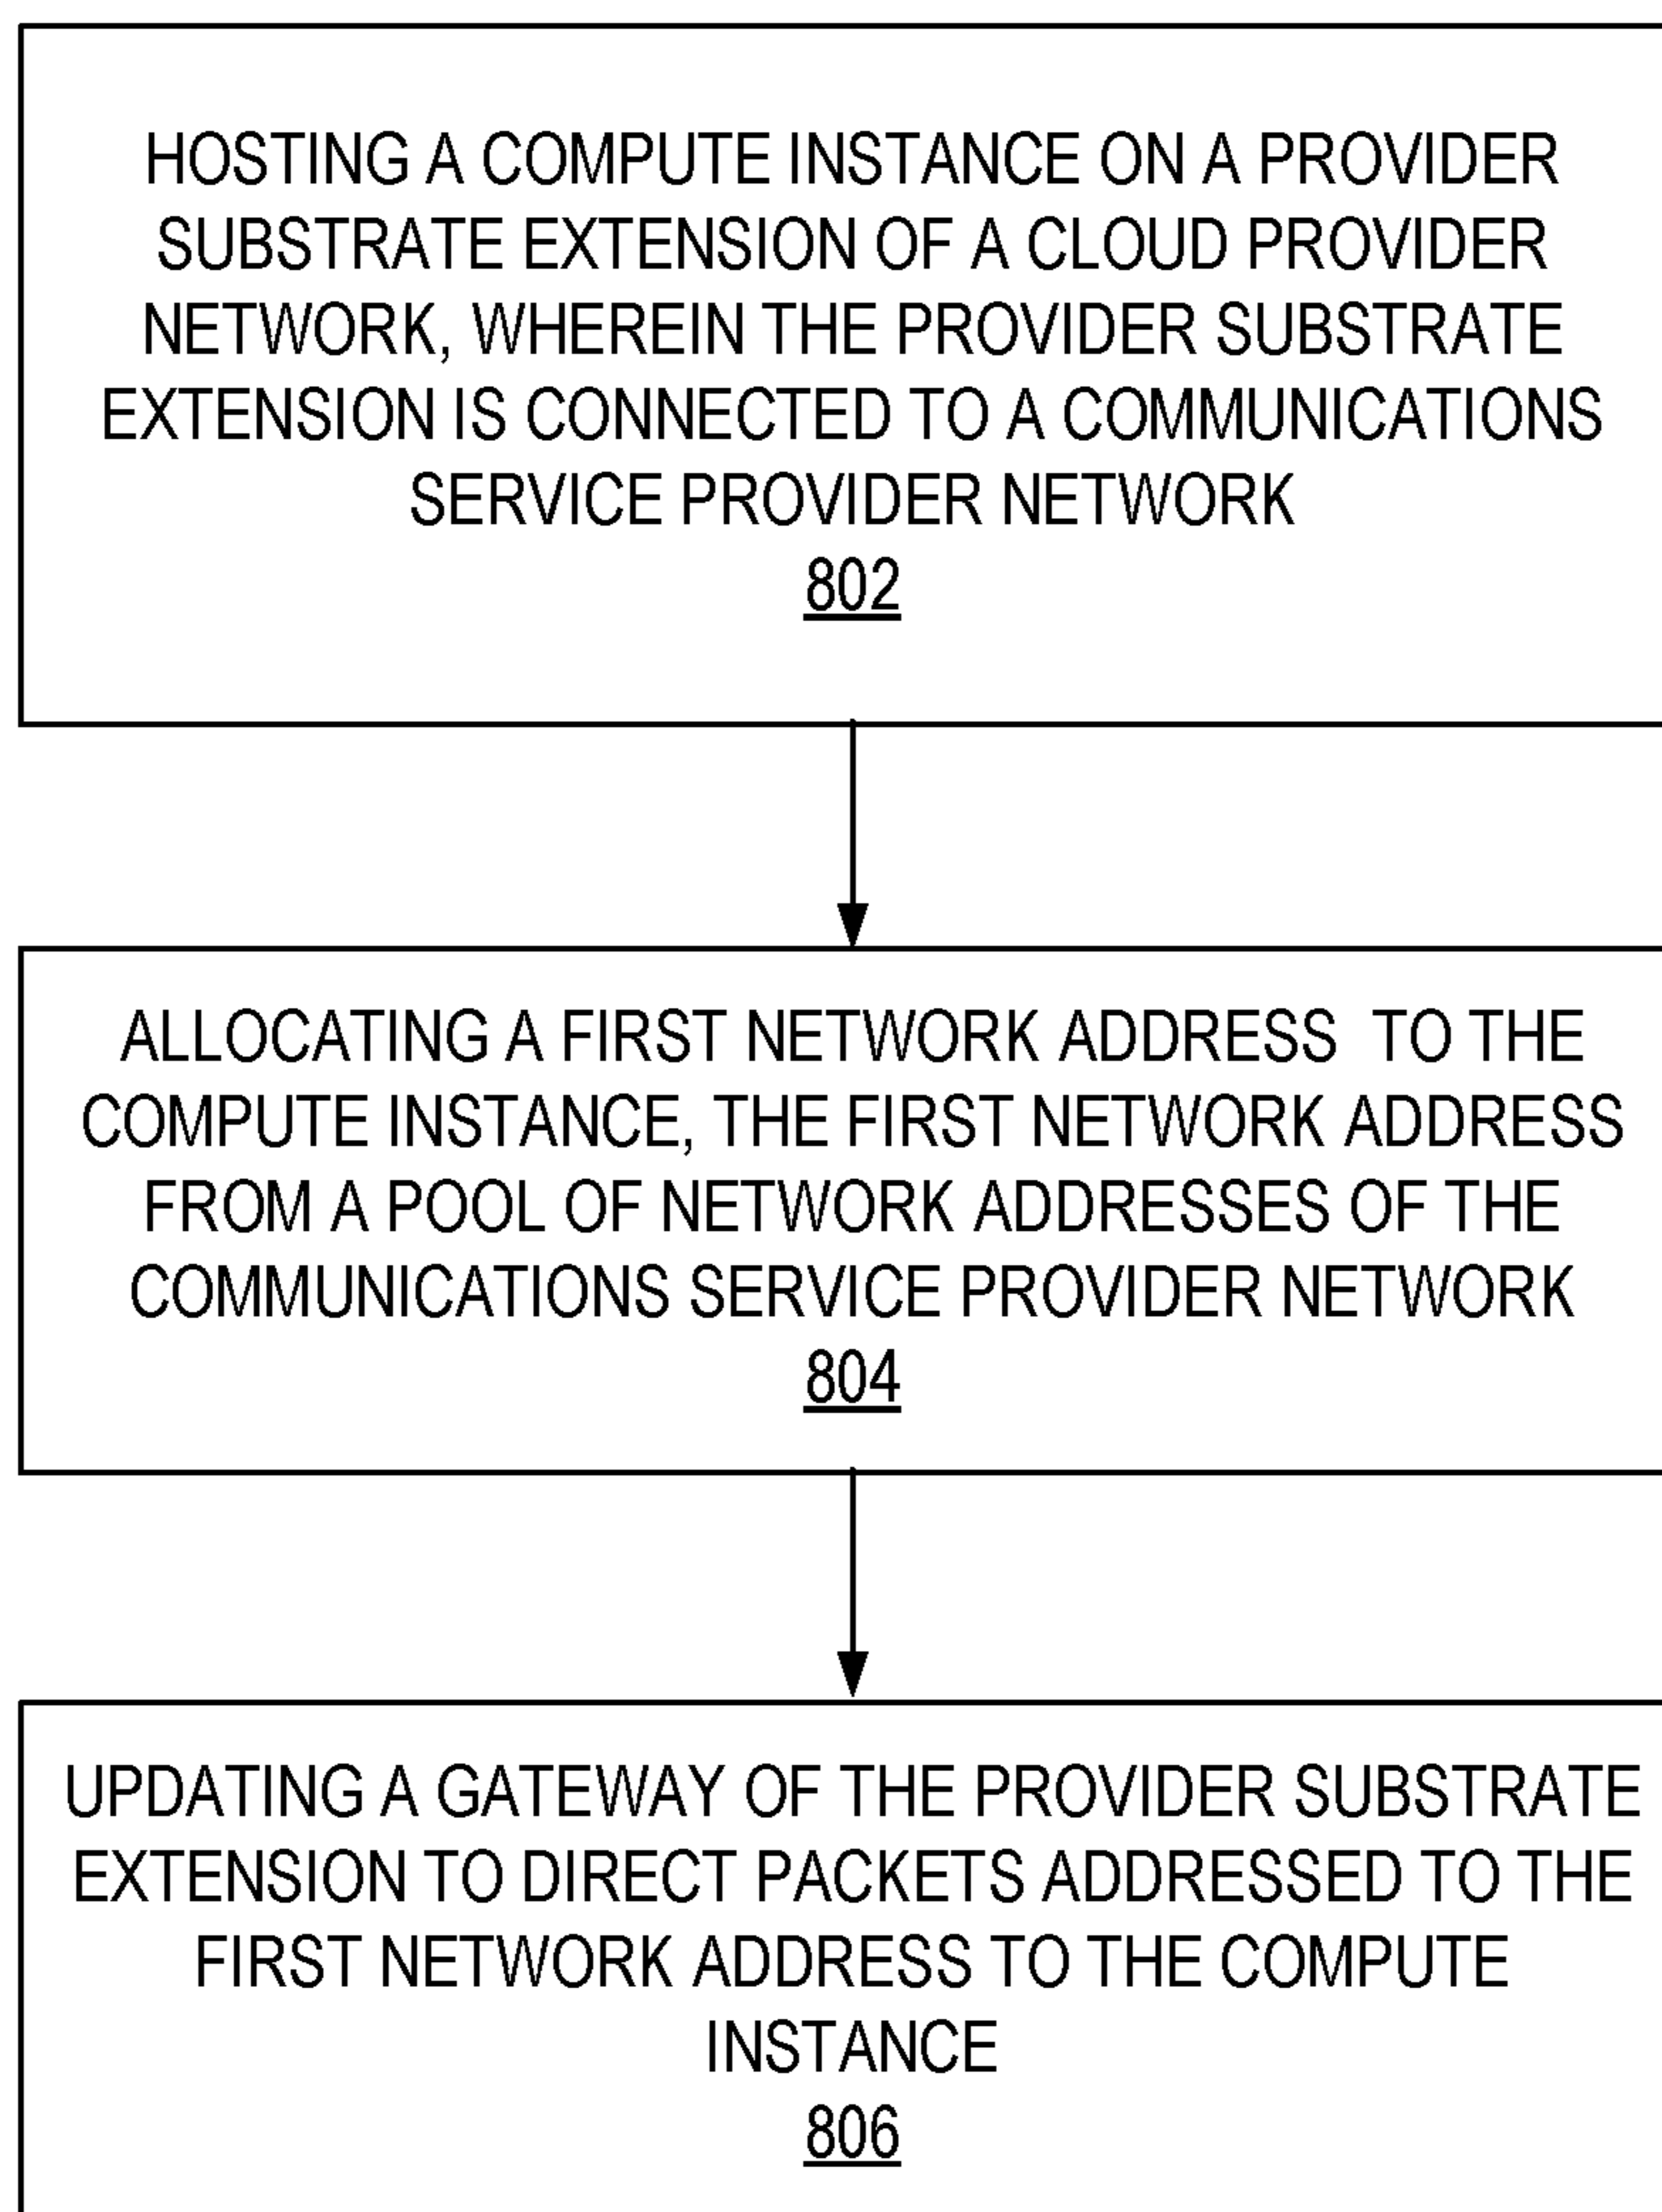 HOSTING A COMPUTE INSTANCE ON A PROVIDER
SUBSTRATE EXTENSION OF A CLOUD PROVIDER
NETWORK, WHEREIN THE PROVIDER SUBSTRATE
EXTENSION IS CONNECTED TO A COMMUNICATIONS
SERVICE PROVIDER NETWORK
802
ALLOCATING A FIRST NETWORK ADDRESS TO THE
COMPUTE INSTANCE, THE FIRST NETWORK ADDRESS
FROM A POOL OF NETWORK ADDRESSES OF THE
COMMUNICATIONS SERVICE PROVIDER NETWORK
804
UPDATING A GATEWAY OF THE PROVIDER SUBSTRATE
EXTENSION TO DIRECT PACKETS ADDRESSED TO THE
FIRST NETWORK ADDRESS TO THE COMPUTE
INSTANCE
806